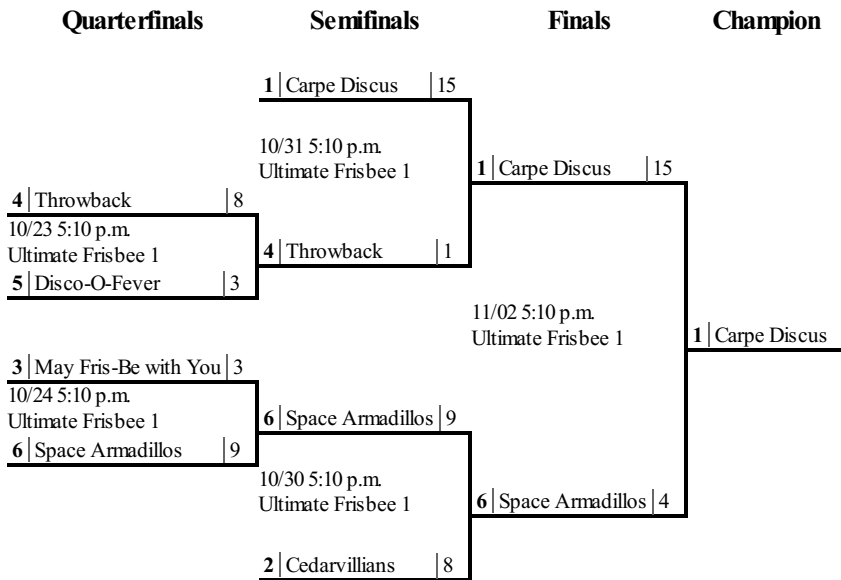 Quarterfinals Semifinals Finals Champion
1 Carpe Discus 15
10/31 5:10 p.m.
Ultimate Frisbee 1
1 Carpe Discus 15
4 Throwback 8
10/23 5:10 p.m.
Ultimate Frisbee 1
4 Throwback 1
5 Disco-O-Fever 3
11/02 5:10 p.m.
Ultimate Frisbee 1
1 Carpe Discus
3 May Fris-Be with You 3
10/24 5:10 p.m.
Ultimate Frisbee 1
6 Space Armadillos 9
6 Space Armadillos 9
10/30 5:10 p.m.
Ultimate Frisbee 1
6 Space Armadillos 4
2 Cedarvillians 8